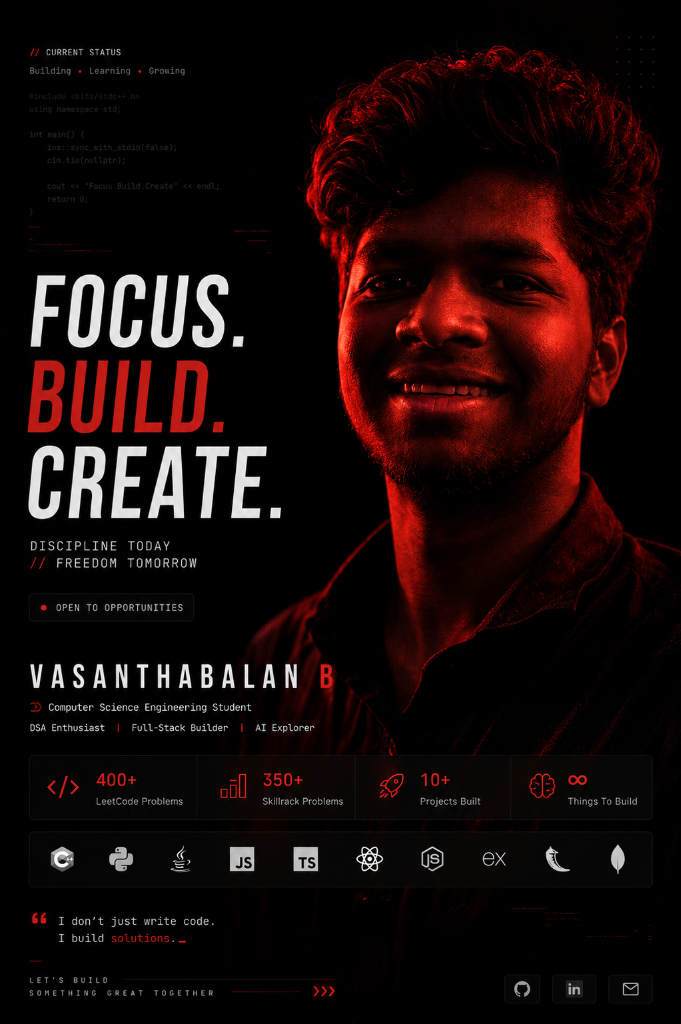 // CURRENT STATUS
Building • Learning • Growing
#include <bits/stdc++.h>
using namespace std;
int main() {
ios::sync_with_stdio(false);
cin.tie(nullptr);
cout << "Focus.Build.Create" << endl;
return 0;
}
FOCUS.
BUILD.
CREATE.
DISCIPLINE TODAY
// FREEDOM TOMORROW
OPEN TO OPPORTUNITIES
VASANTHABALAN B
Computer Science Engineering Student
DSA Enthusiast | Full-Stack Builder | AI Explorer
400+ 350+ 10+ ∞
LeetCode Problems Skillrack Problems Projects Built Things To Build
C++ JS TS JS ex
“ I don't just write code.
I build solutions._
LET'S BUILD
SOMETHING GREAT TOGETHER
in